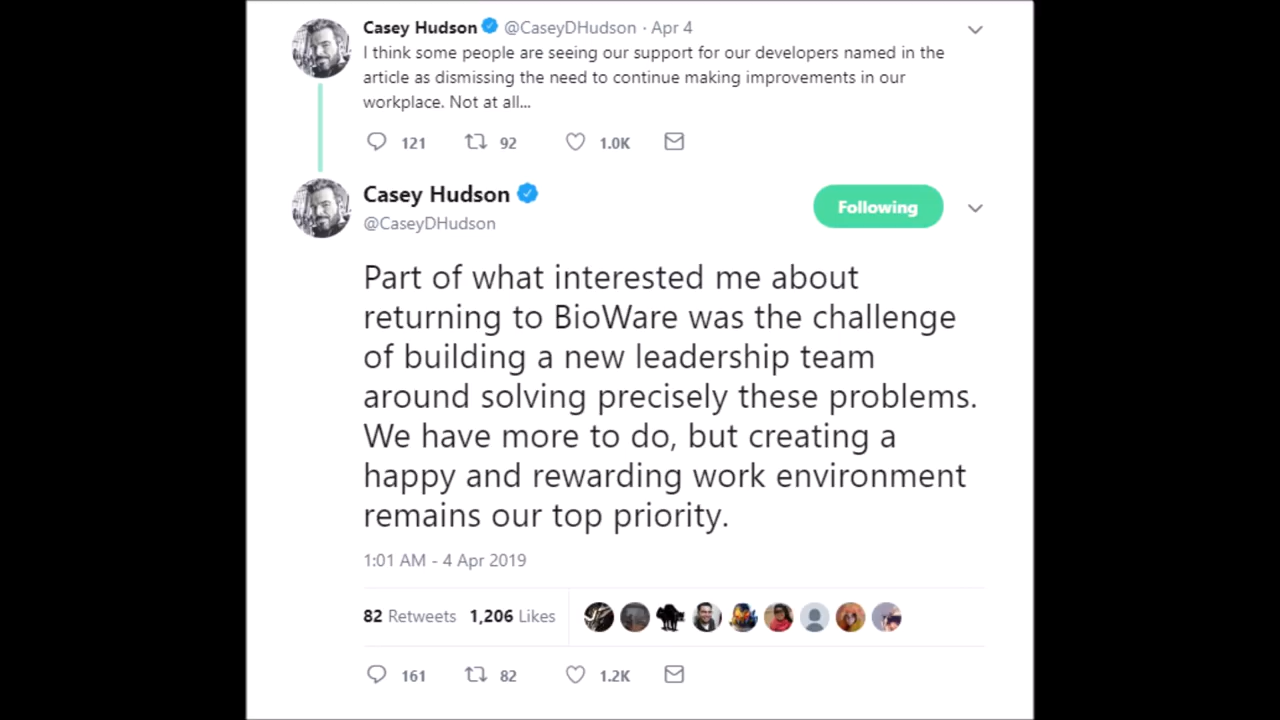 Casey Hudson @CaseyDHudson · Apr 4
I think some people are seeing our support for our developers named in the
article as dismissing the need to continue making improvements in our
workplace. Not at all...
121 92 1.0K
Casey Hudson
Following
@CaseyDHudson
Part of what interested me about
returning to BioWare was the challenge
of building a new leadership team
around solving precisely these problems.
We have more to do, but creating a
happy and rewarding work environment
remains our top priority.
1:01 AM - 4 Apr 2019
82 Retweets 1,206 Likes
161 82 1.2K